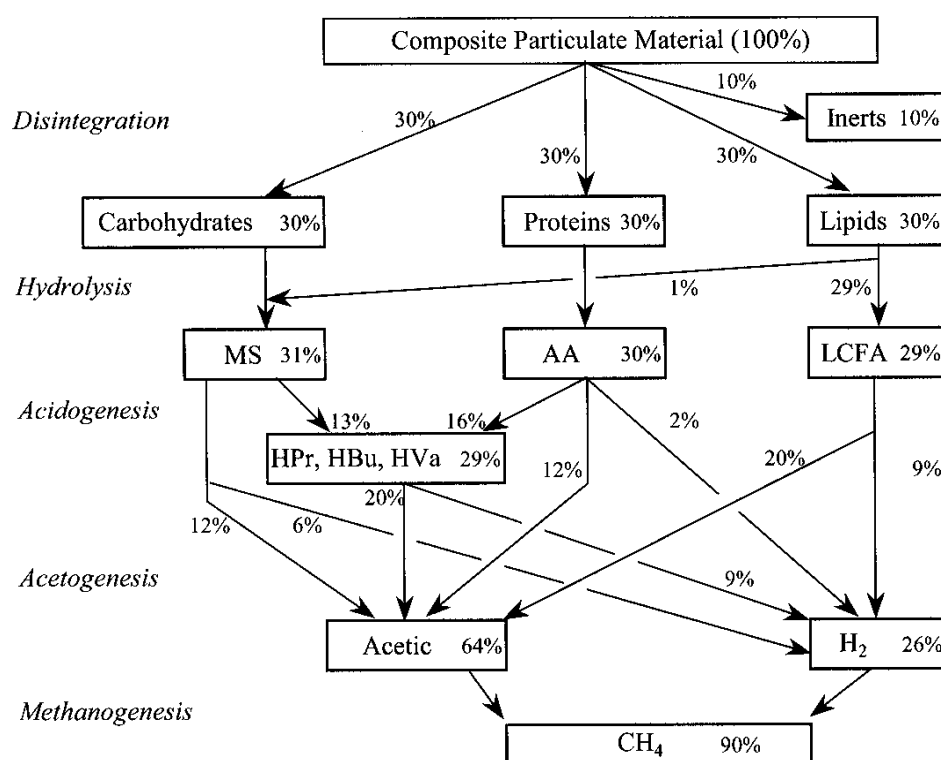 Composite Particulate Material (100%)
10%
Disintegration
30%
Inerts 10%
30%
30%
Carbohydrates 30%
Proteins 30%
Lipids 30%
Hydrolysis
1%
29%
MS 31%
AA 30%
LCFA 29%
Acidogenesis
13%
16%
2%
HPr, HBu, HVa 29%
12%
20%
9%
20%
12%
6%
Acetogenesis
9%
Acetic 64%
H₂ 26%
Methanogenesis
CH₄ 90%